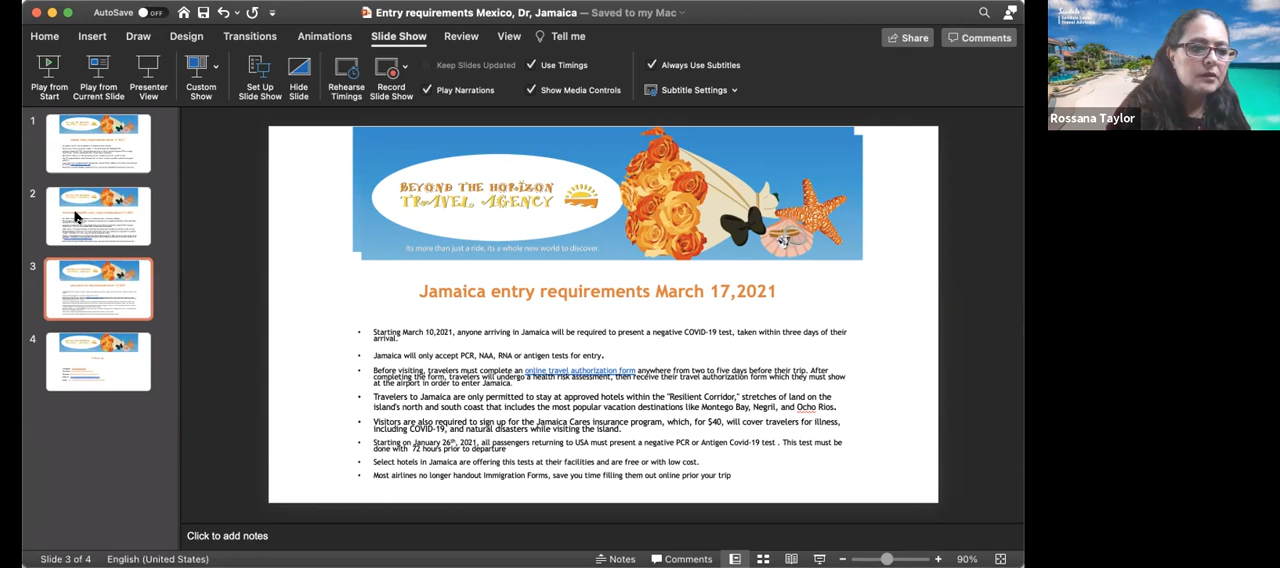 AutoSave OFF
Entry requirements Mexico, Dr, Jamaica — Saved to my Mac
Home Insert Draw Design Transitions Animations Slide Show Review View Tell me
Share Comments
Play from Start
Play from Current Slide
Presenter View
Custom Show
Set Up Slide Show
Hide Slide
Rehearse Timings
Record Slide Show
Keep Slides Updated
Use Timings
Play Narrations
Show Media Controls
Always Use Subtitles
Subtitle Settings
1
2
3
4
BEYOND THE HORIZON
TRAVEL AGENCY
Its more than just a ride, its a whole new world to discover.
Jamaica entry requirements March 17,2021
• Starting March 10,2021, anyone arriving in Jamaica will be required to present a negative COVID-19 test, taken within three days of their
arrival.
• Jamaica will only accept PCR, NAA, RNA or antigen tests for entry.
• Before visiting, travelers must complete an online travel authorization form anywhere from two to five days before their trip. After
completing the form, travelers will undergo a health risk assessment, then receive their travel authorization form which they must show
at the airport in order to enter Jamaica.
• Travelers to Jamaica are only permitted to stay at approved hotels within the "Resilient Corridor," stretches of land on the
island's north and south coast that includes the most popular vacation destinations like Montego Bay, Negril, and Ocho Rios.
• Visitors are also required to sign up for the Jamaica Cares insurance program, which, for $40, will cover travelers for illness,
including COVID-19, and natural disasters while visiting the island.
• Starting on January 26th, 2021, all passengers returning to USA must present a negative PCR or Antigen Covid-19 test . This test must be
done with 72 hours prior to departure
• Select hotels in Jamaica are offering this tests at their facilities and are free or with low cost.
• Most airlines no longer handout Immigration Forms, save you time filling them out online prior your trip
Click to add notes
Slide 3 of 4 English (United States)
Notes Comments 90%
Sandals
Rossana Taylor